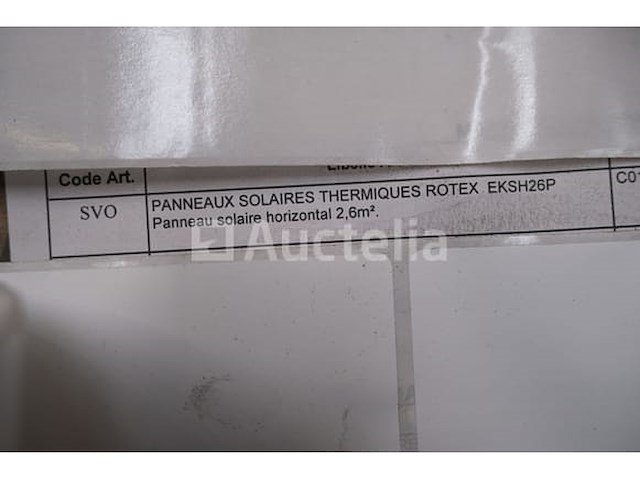 Code Art.
SVO
PANNEAUX SOLAIRES THERMIQUES ROTEX EKSH26P
Panneau solaire horizontal 2,6m².
C01
Auctelia